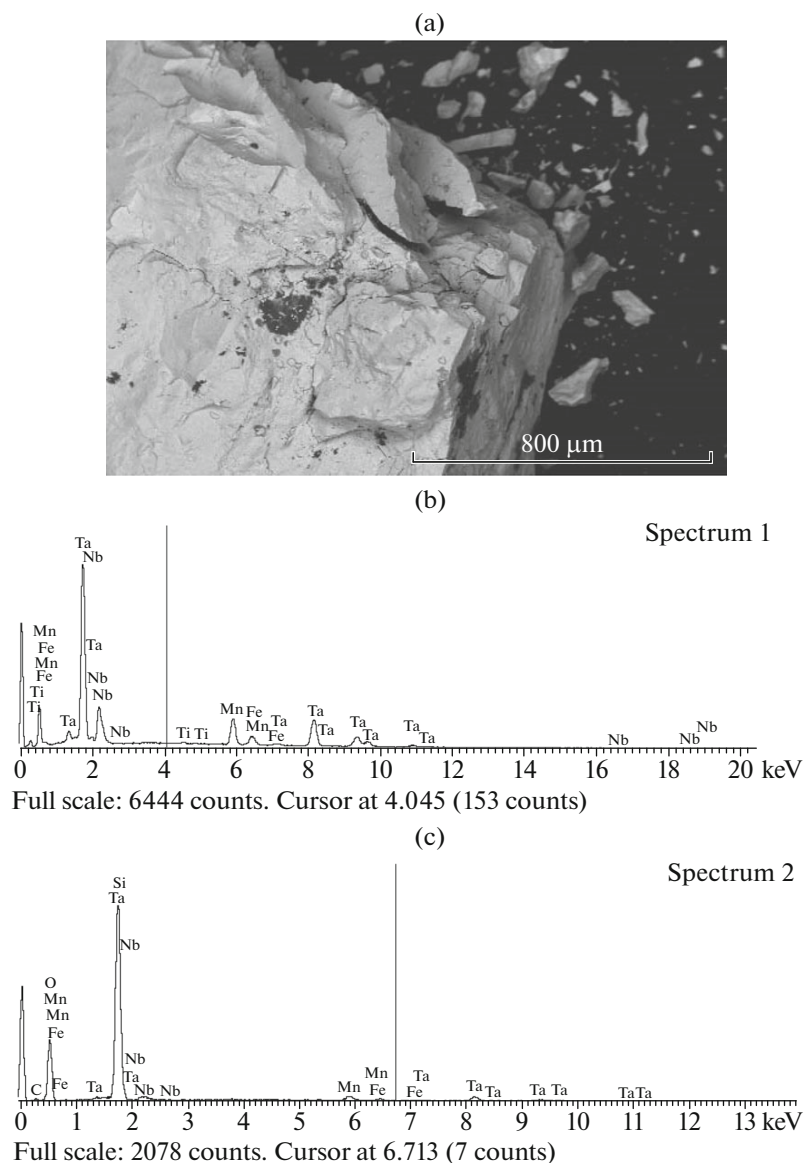 (a)
800 μm
(b)
Spectrum 1
Ta
Nb
Mn
Fe
Mn
Fe
Ti
Ti
Ta
Ta
Nb
Nb
Nb
Mn
Fe
Mn
Ta
Fe
Ti Ti
Ta
Ta
Ta
Ta
Ta
Ta
Nb
Nb
Nb
0 2 4 6 8 10 12 14 16 18 20 keV
Full scale: 6444 counts. Cursor at 4.045 (153 counts)
(c)
Spectrum 2
Si
Ta
Nb
O
Mn
Mn
Fe
C
Fe
Ta
Nb
Ta
Nb
Nb
Mn
Mn
Fe
Ta
Fe
Ta
Ta
Ta
Ta
Ta Ta
0 1 2 3 4 5 6 7 8 9 10 11 12 13 keV
Full scale: 2078 counts. Cursor at 6.713 (7 counts)